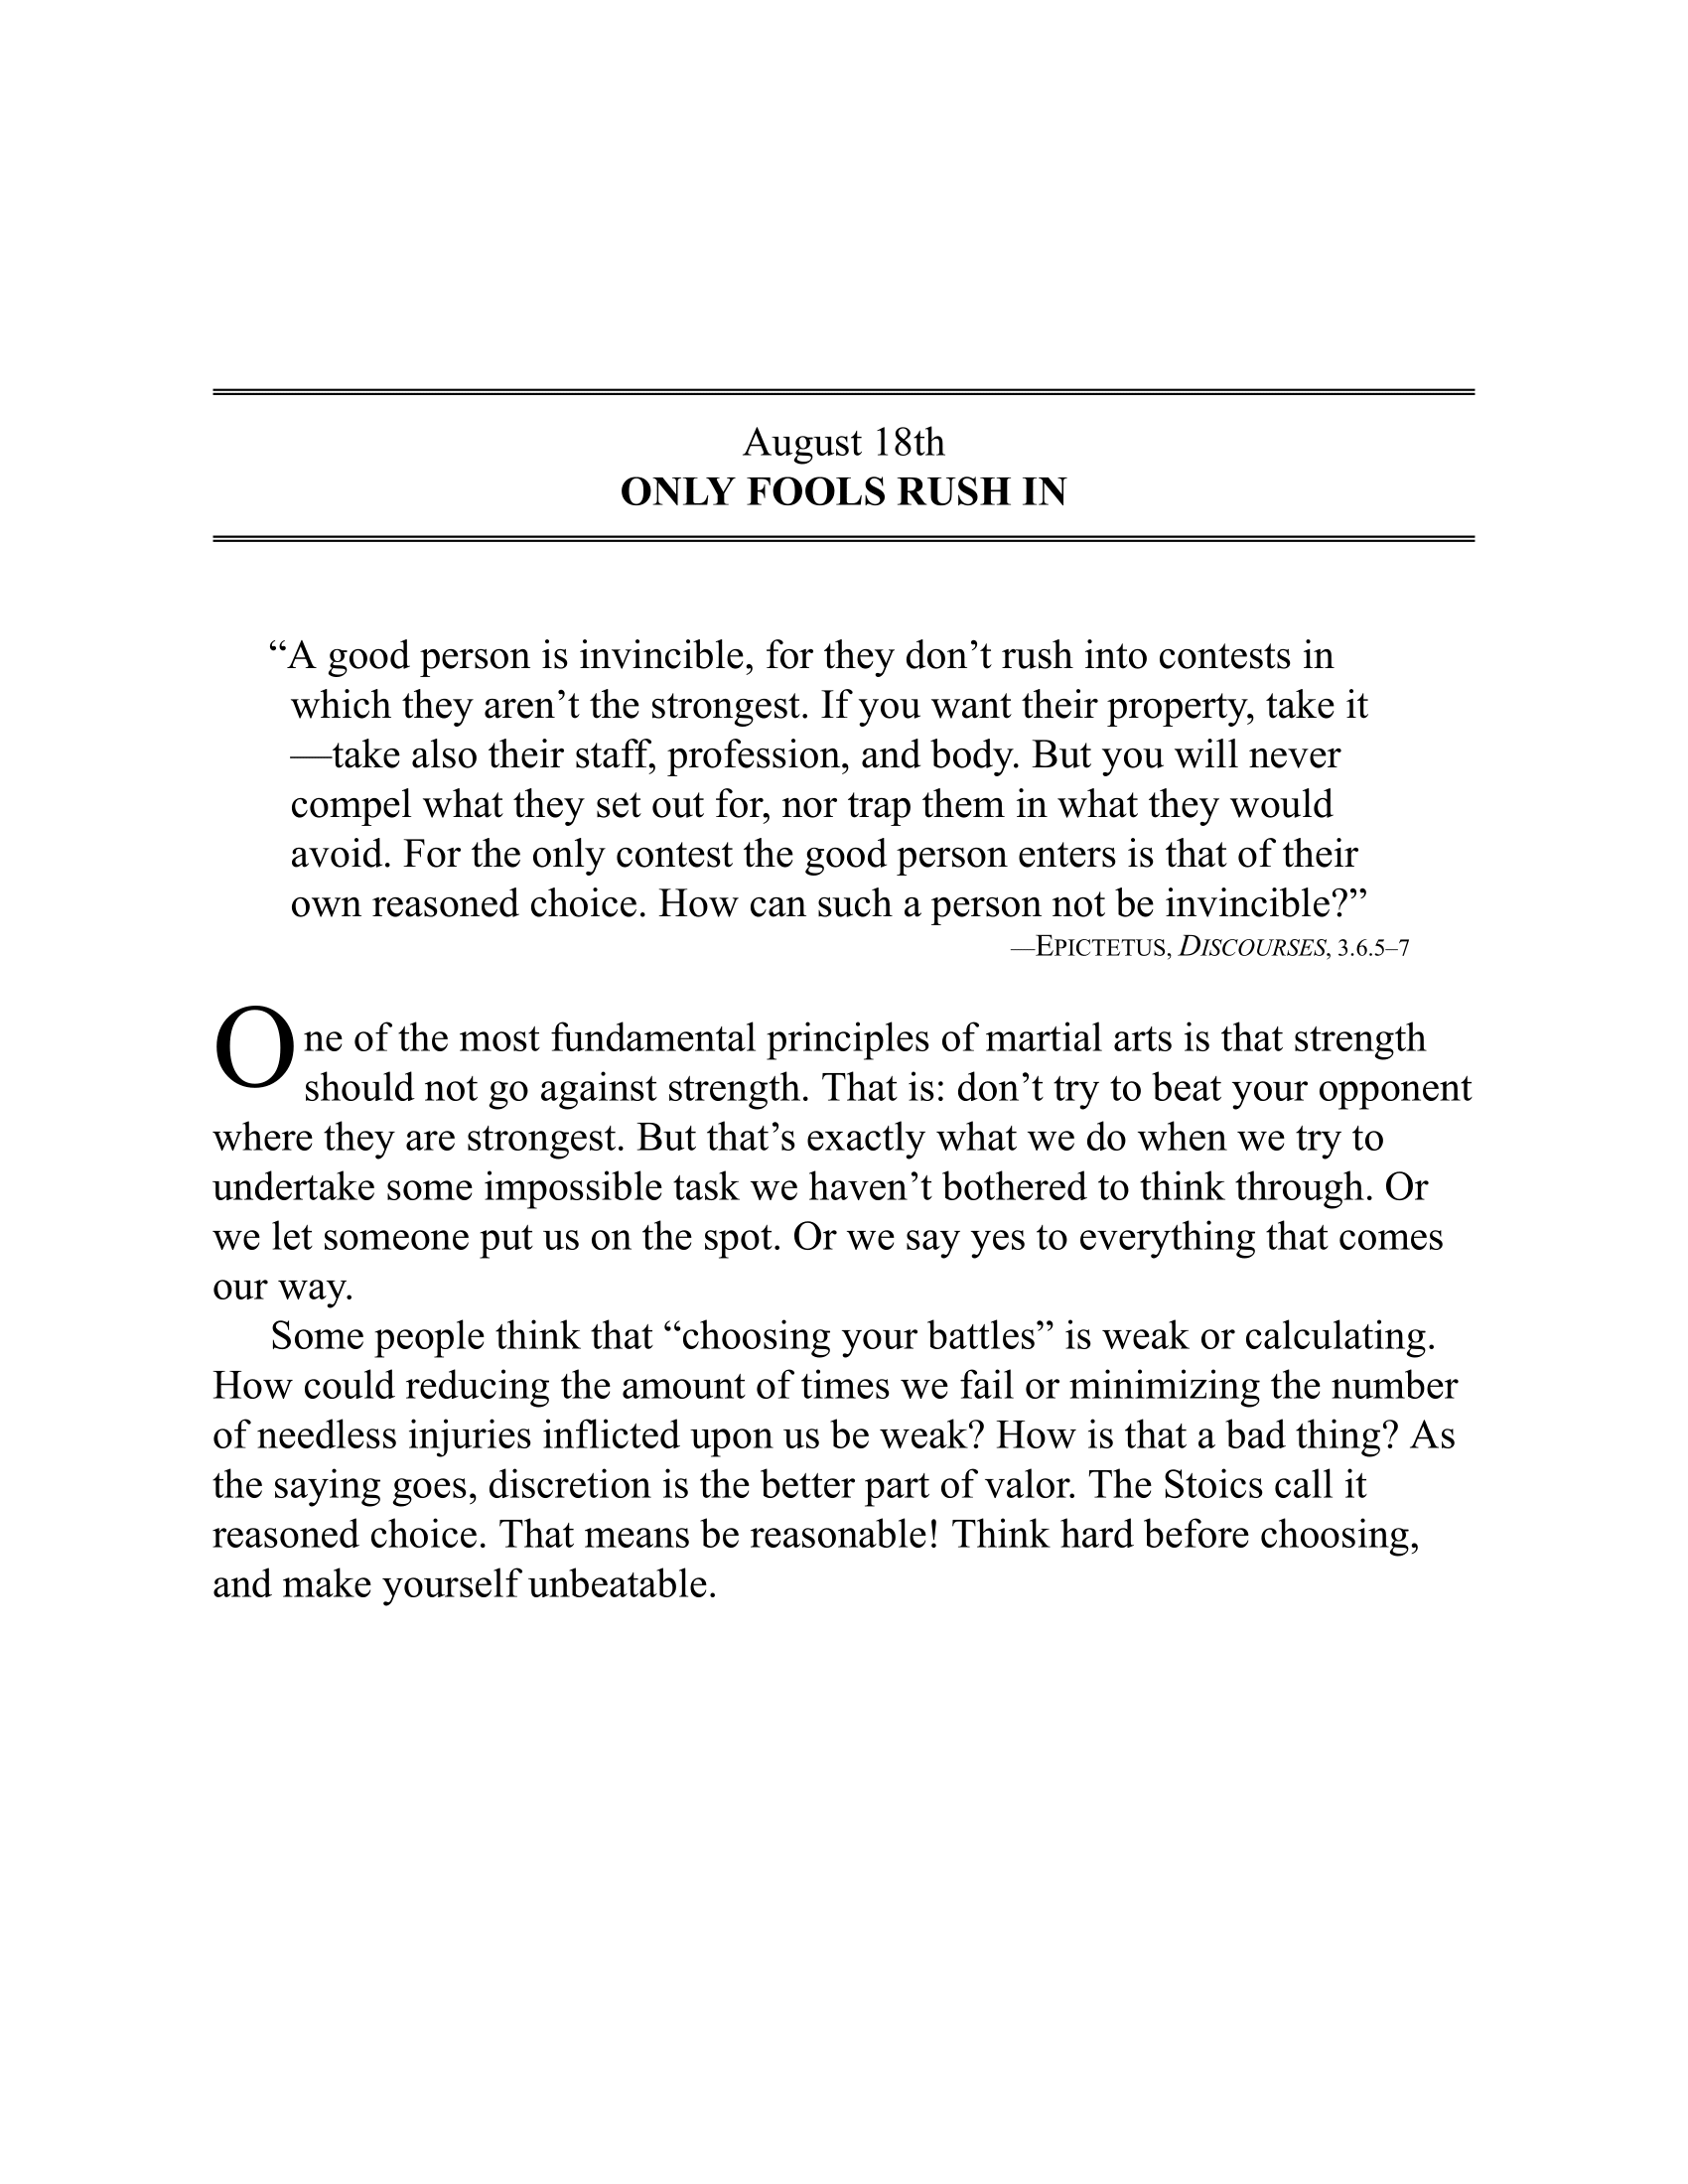 August 18th
ONLY FOOLS RUSH IN
“A good person is invincible, for they don’t rush into contests in
which they aren’t the strongest. If you want their property, take it
—take also their staff, profession, and body. But you will never
compel what they set out for, nor trap them in what they would
avoid. For the only contest the good person enters is that of their
own reasoned choice. How can such a person not be invincible?”
—EPICTETUS, DISCOURSES, 3.6.5–7
One of the most fundamental principles of martial arts is that strength
should not go against strength. That is: don’t try to beat your opponent
where they are strongest. But that’s exactly what we do when we try to
undertake some impossible task we haven’t bothered to think through. Or
we let someone put us on the spot. Or we say yes to everything that comes
our way.
Some people think that “choosing your battles” is weak or calculating.
How could reducing the amount of times we fail or minimizing the number
of needless injuries inflicted upon us be weak? How is that a bad thing? As
the saying goes, discretion is the better part of valor. The Stoics call it
reasoned choice. That means be reasonable! Think hard before choosing,
and make yourself unbeatable.